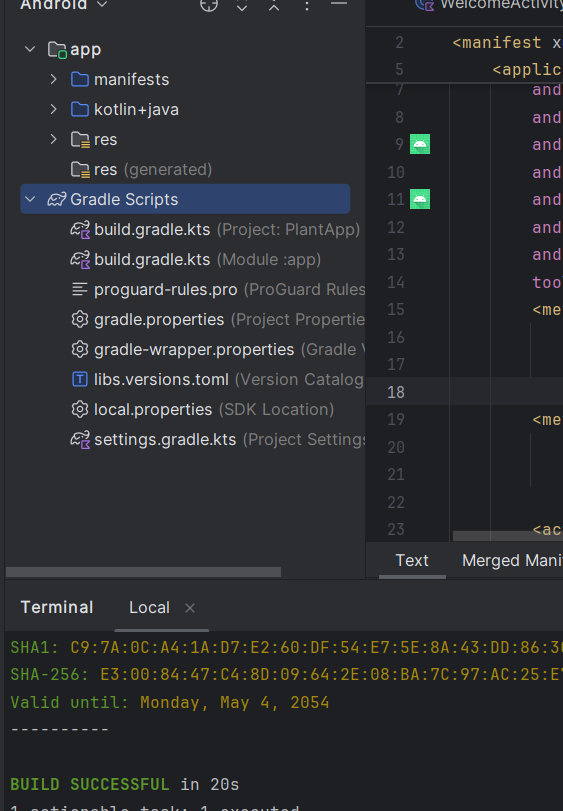 Android
app
manifests
kotlin+java
res
res (generated)
Gradle Scripts
build.gradle.kts (Project: PlantApp)
build.gradle.kts (Module :app)
proguard-rules.pro (ProGuard Rules
gradle.properties (Project Propertie
gradle-wrapper.properties (Gradle
libs.versions.toml (Version Catalog
local.properties (SDK Location)
settings.gradle.kts (Project Settings
WelcomeActivity
2 <manifest x
5 <applic
7 and
8 and
9 and
10 and
11 and
12 and
13 and
14 too
15 <me
16
17
18
19 <me
20
21
22
23 <ac
Text Merged Mani
Terminal Local
SHA1: C9:7A:0C:A4:1A:D7:E2:60:DF:54:E7:5E:8A:43:DD:86:
SHA-256: E3:00:84:47:C4:8D:09:64:2E:08:BA:7C:97:AC:25:
Valid until: Monday, May 4, 2054
----------
BUILD SUCCESSFUL in 20s
1 actionable task: 1 executed